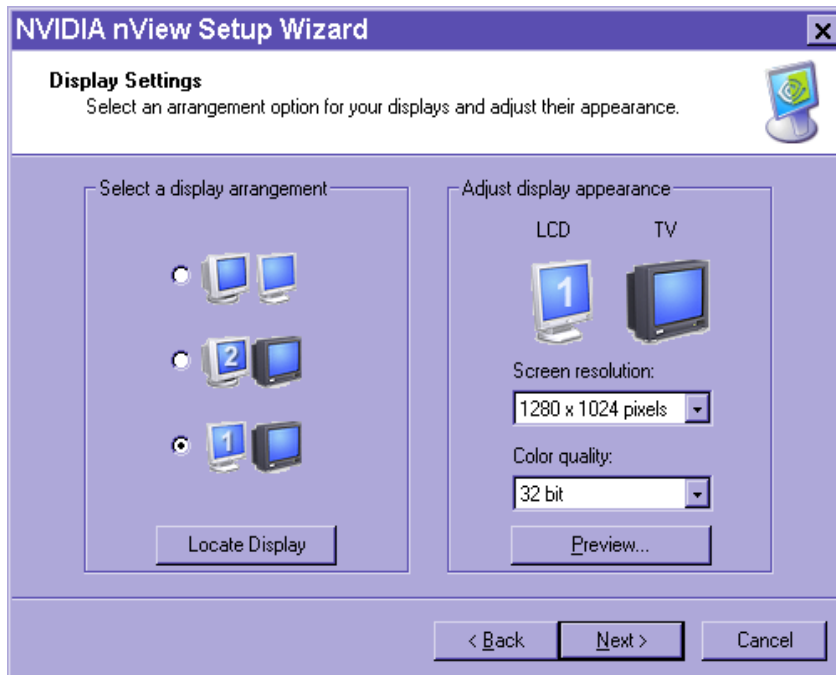 NVIDIA nView Setup Wizard
Display Settings
Select an arrangement option for your displays and adjust their appearance.
Select a display arrangement
2
1
Locate Display
Adjust display appearance
LCD TV
1
Screen resolution:
1280 x 1024 pixels
Color quality:
32 bit
Preview...
< Back Next > Cancel